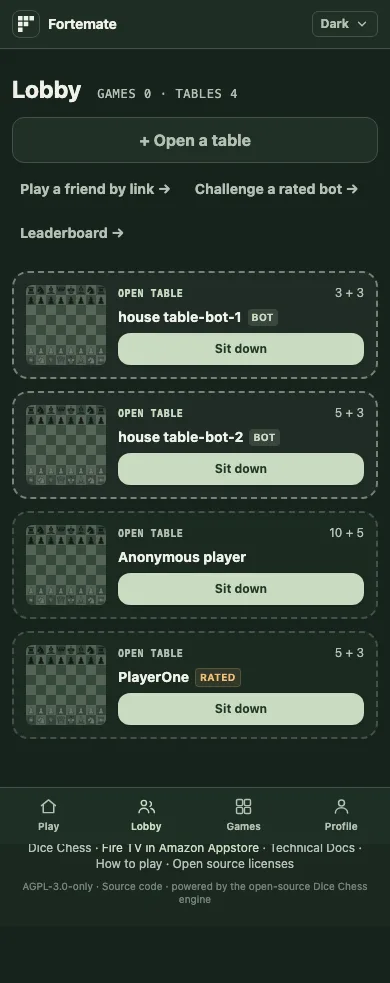 Fortemate
Dark
Lobby GAMES 0 · TABLES 4
+ Open a table
Play a friend by link → Challenge a rated bot →
Leaderboard →
OPEN TABLE 3 + 3
house table-bot-1 BOT
Sit down
OPEN TABLE 5 + 3
house table-bot-2 BOT
Sit down
OPEN TABLE 10 + 5
Anonymous player
Sit down
OPEN TABLE 5 + 3
PlayerOne RATED
Sit down
Play Lobby Games Profile
Dice Chess · Fire TV in Amazon Appstore · Technical Docs ·
How to play · Open source licenses
AGPL-3.0-only · Source code · powered by the open-source Dice Chess
engine